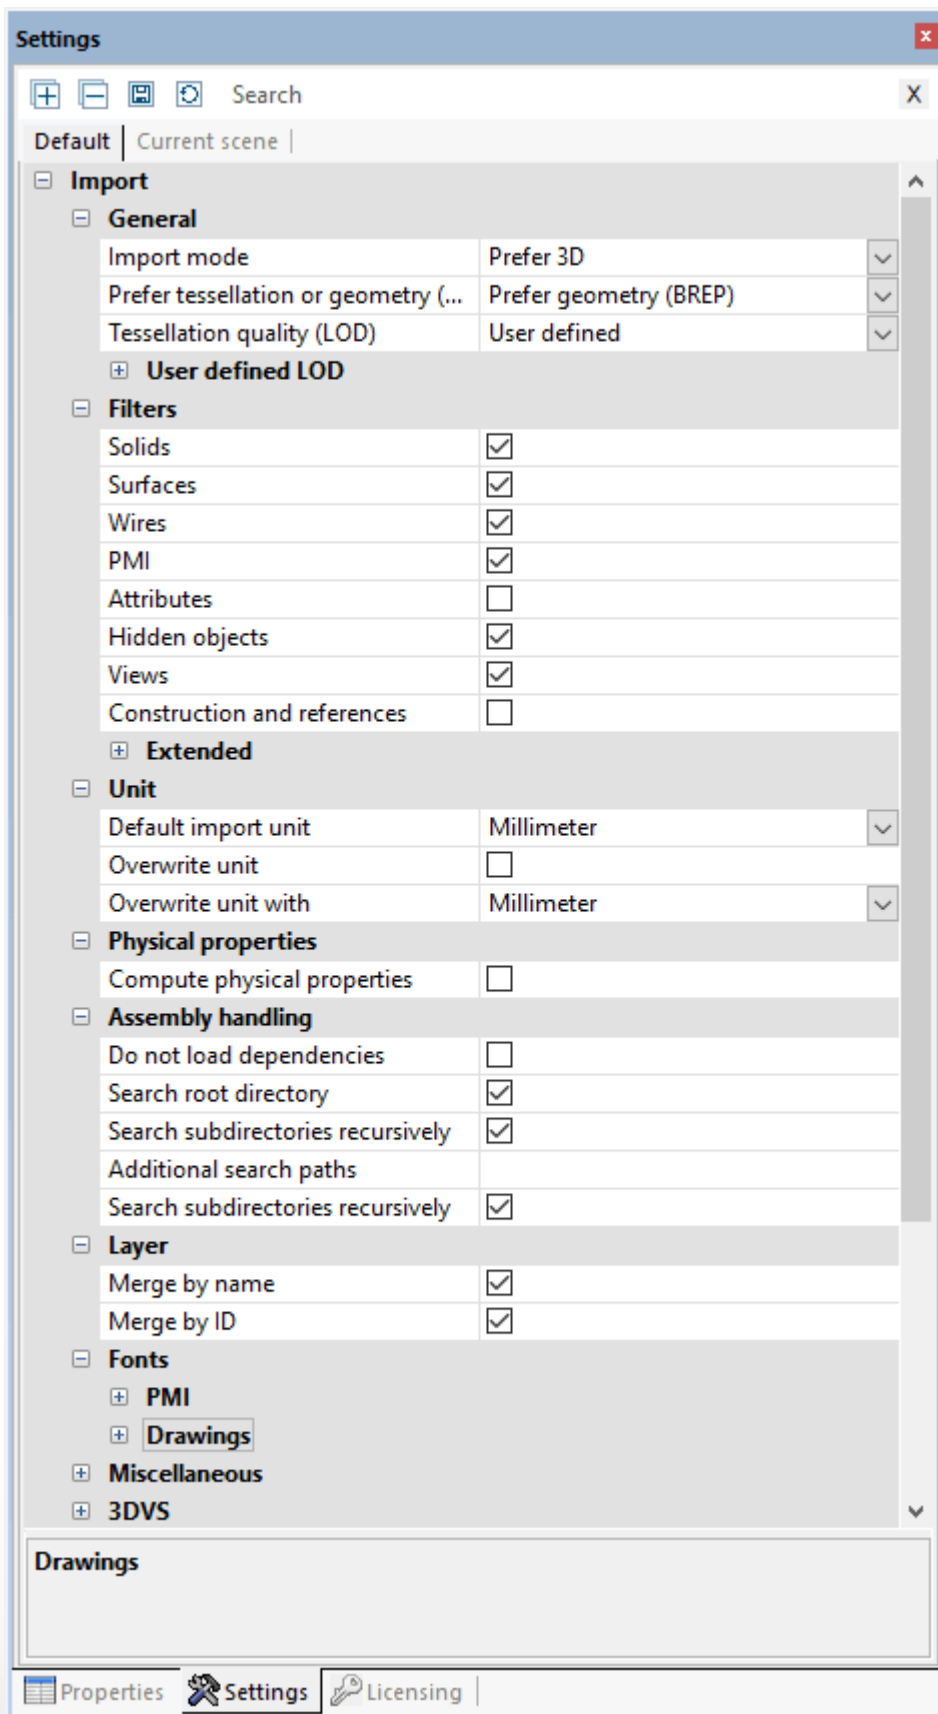 Settings
Search X
Default Current scene
Import
General
Import mode Prefer 3D
Prefer tessellation or geometry (... Prefer geometry (BREP)
Tessellation quality (LOD) User defined
User defined LOD
Filters
Solids
Surfaces
Wires
PMI
Attributes
Hidden objects
Views
Construction and references
Extended
Unit
Default import unit Millimeter
Overwrite unit
Overwrite unit with Millimeter
Physical properties
Compute physical properties
Assembly handling
Do not load dependencies
Search root directory
Search subdirectories recursively
Additional search paths
Search subdirectories recursively
Layer
Merge by name
Merge by ID
Fonts
PMI
Drawings
Miscellaneous
3DVS
Drawings
Properties Settings Licensing